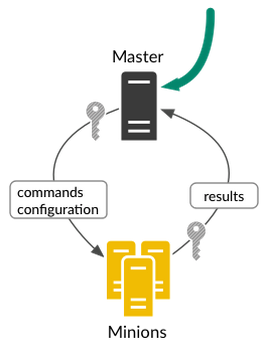 Master
commands
configuration
results
Minions